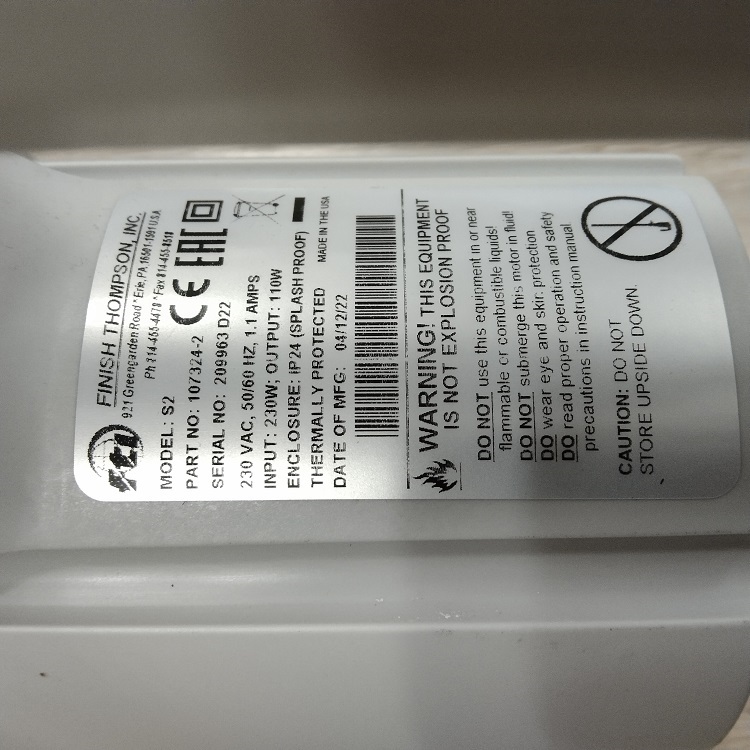 fti
FINISH THOMPSON, INC.
921 Greengarden Road * Erie, PA 16501-1591 U.S.A
Ph 814-455-4478 * Fax 814-455-8518
MODEL: S2
PART NO: 107324-2
SERIAL NO: 209963 D22
CE EAC
230 VAC, 50/60 HZ, 1.1 AMPS
INPUT: 230W; OUTPUT: 110W
ENCLOSURE: IP24 (SPLASH PROOF)
THERMALLY PROTECTED
MADE IN THE USA
DATE OF MFG: 04/12/22
WARNING! THIS EQUIPMENT
IS NOT EXPLOSION PROOF
DO NOT use this equipment in or near
flammable or combustible liquids!
DO NOT submerge this motor in fluid!
DO wear eye and skin protection
DO read proper operation and safety
precautions in instruction manual
CAUTION: DO NOT
STORE UPSIDE DOWN.